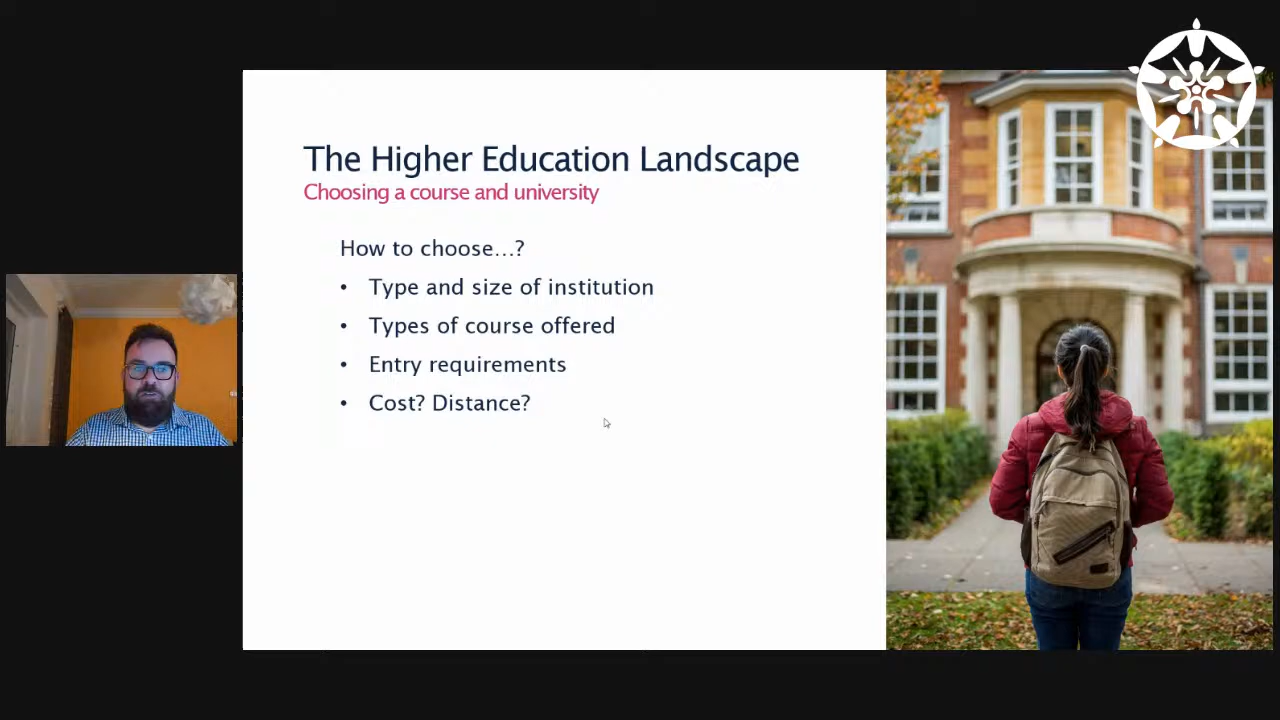 The Higher Education Landscape
Choosing a course and university
How to choose…?
• Type and size of institution
• Types of course offered
• Entry requirements
• Cost? Distance?